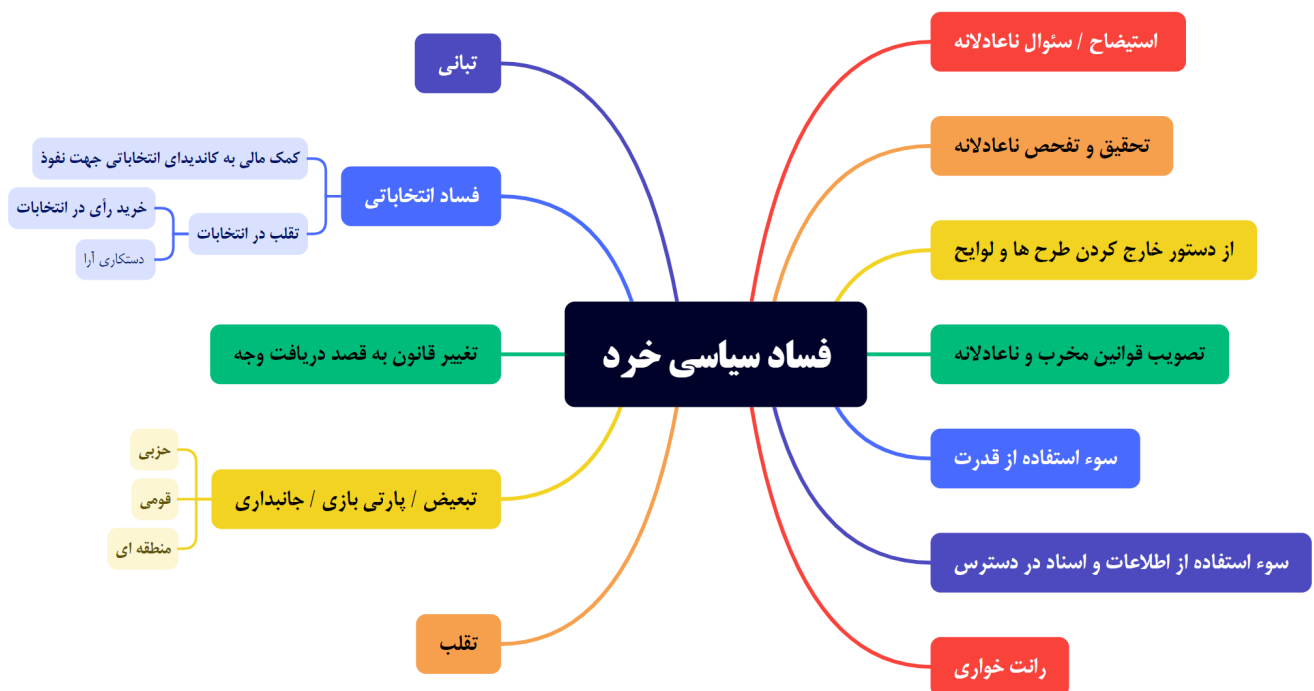 فساد سیاسی خرد
استیضاح / سئوال ناعادلانه
تحقیق و تفحص ناعادلانه
از دستور خارج کردن طرح ها و لوایح
تصویب قوانین مخرب و ناعادلانه
سوء استفاده از قدرت
سوء استفاده از اطلاعات و اسناد در دسترس
رانت خواری
تبانی
فساد انتخاباتی
کمک مالی به کاندیدای انتخاباتی جهت نفوذ
تقلب در انتخابات
خرید رأی در انتخابات
دستکاری آرا
تغییر قانون به قصد دریافت وجه
تبعیض / پارتی بازی / جانبداری
حزبی
قومی
منطقه ای
تقلب